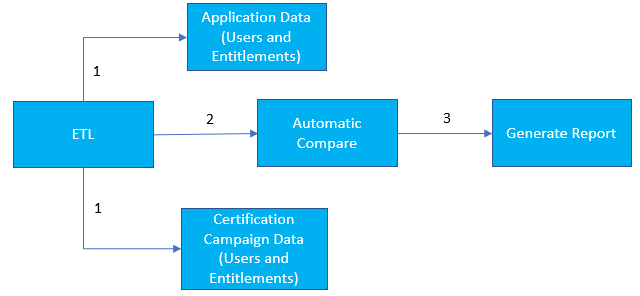 Application Data
(Users and
Entitlements)
1
ETL
2
Automatic
Compare
3
Generate Report
1
Certification
Campaign Data
(Users and
Entitlements)